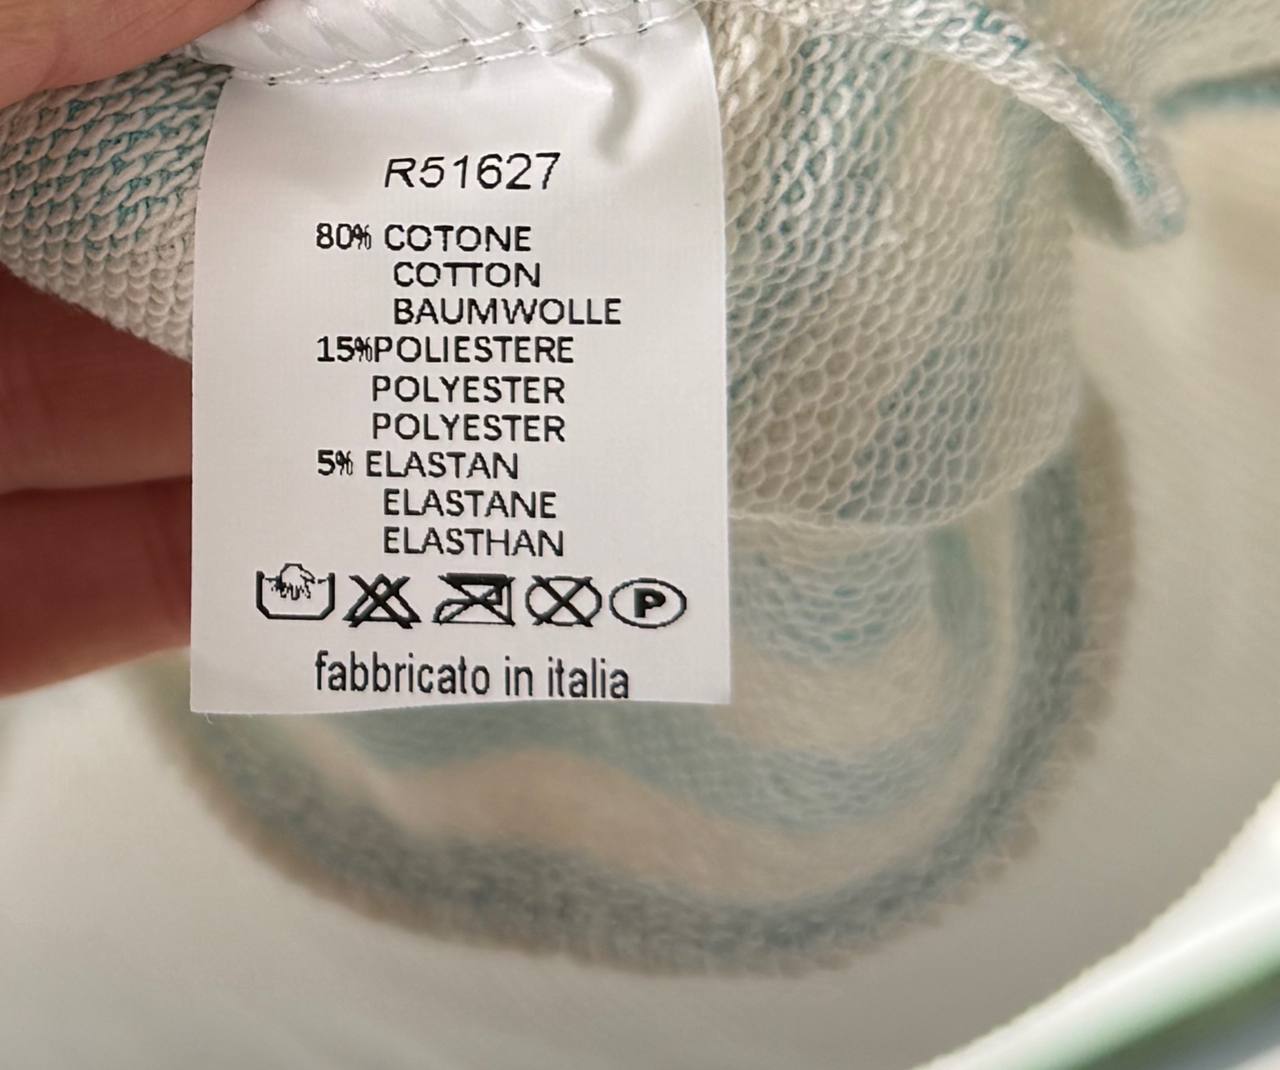 R51627
80% COTONE
COTTON
BAUMWOLLE
15%POLIESTERE
POLYESTER
POLYESTER
5% ELASTAN
ELASTANE
ELASTHAN
P
fabbricato in italia